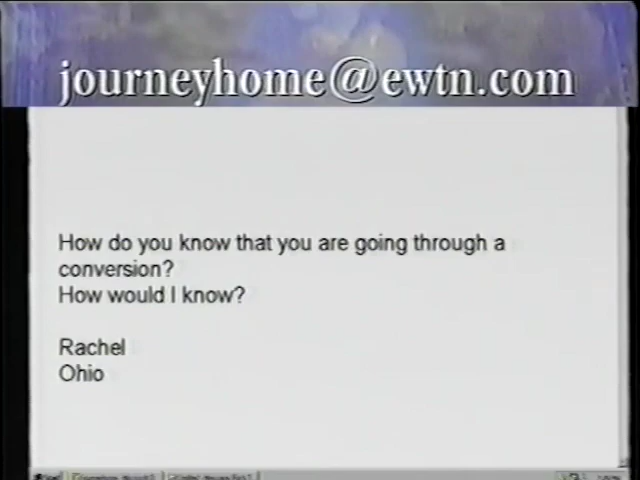 journeyhome@ewtn.com
How do you know that you are going through a
conversion?
How would I know?
Rachel
Ohio